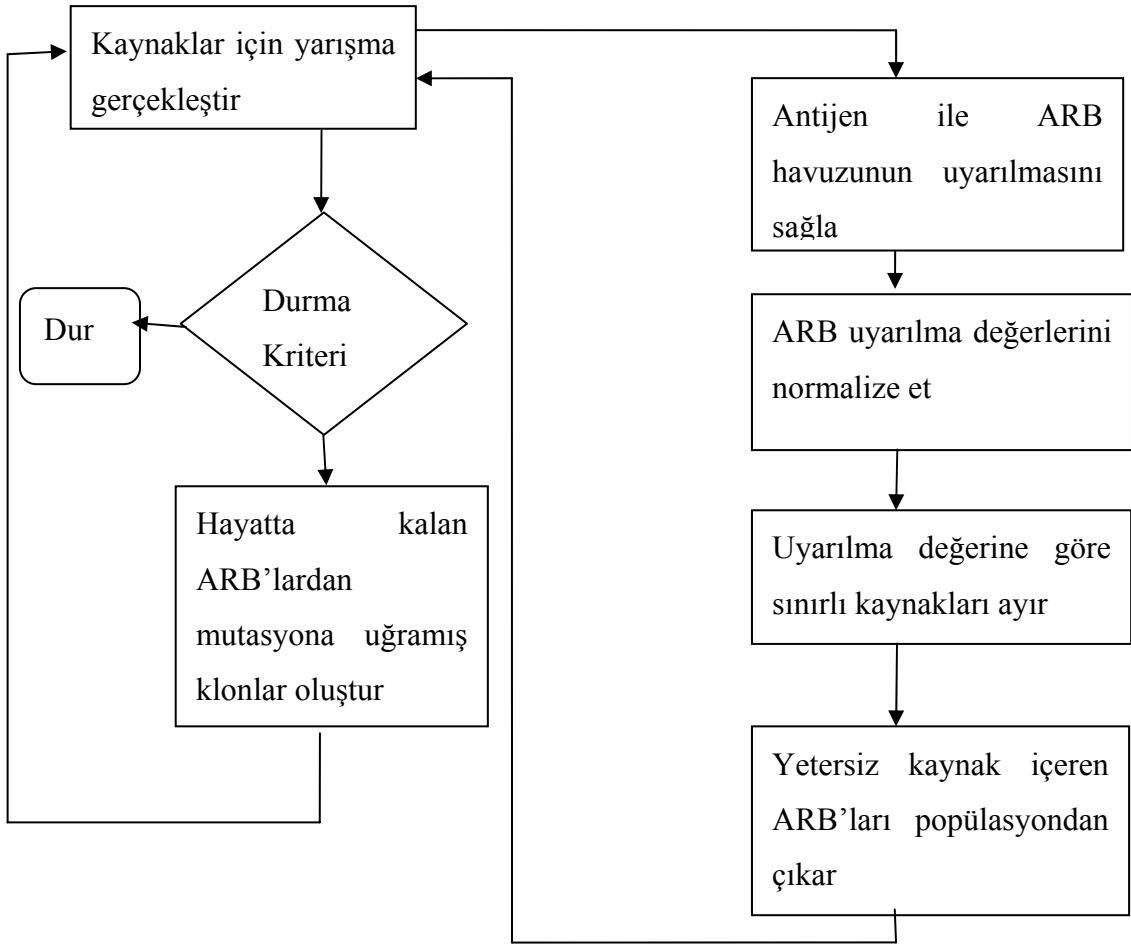 Kaynaklar için yarışma
gerçekleştir
Durma
Kriteri
Dur
Hayatta kalan
ARB’lardan
mutasyona uğramış
klonlar oluştur
Antijen ile ARB
havuzunun uyarılmasını
sağla
ARB uyarılma değerlerini
normalize et
Uyarılma değerine göre
sınırlı kaynakları ayır
Yetersiz kaynak içeren
ARB’ları popülasyondan
çıkar